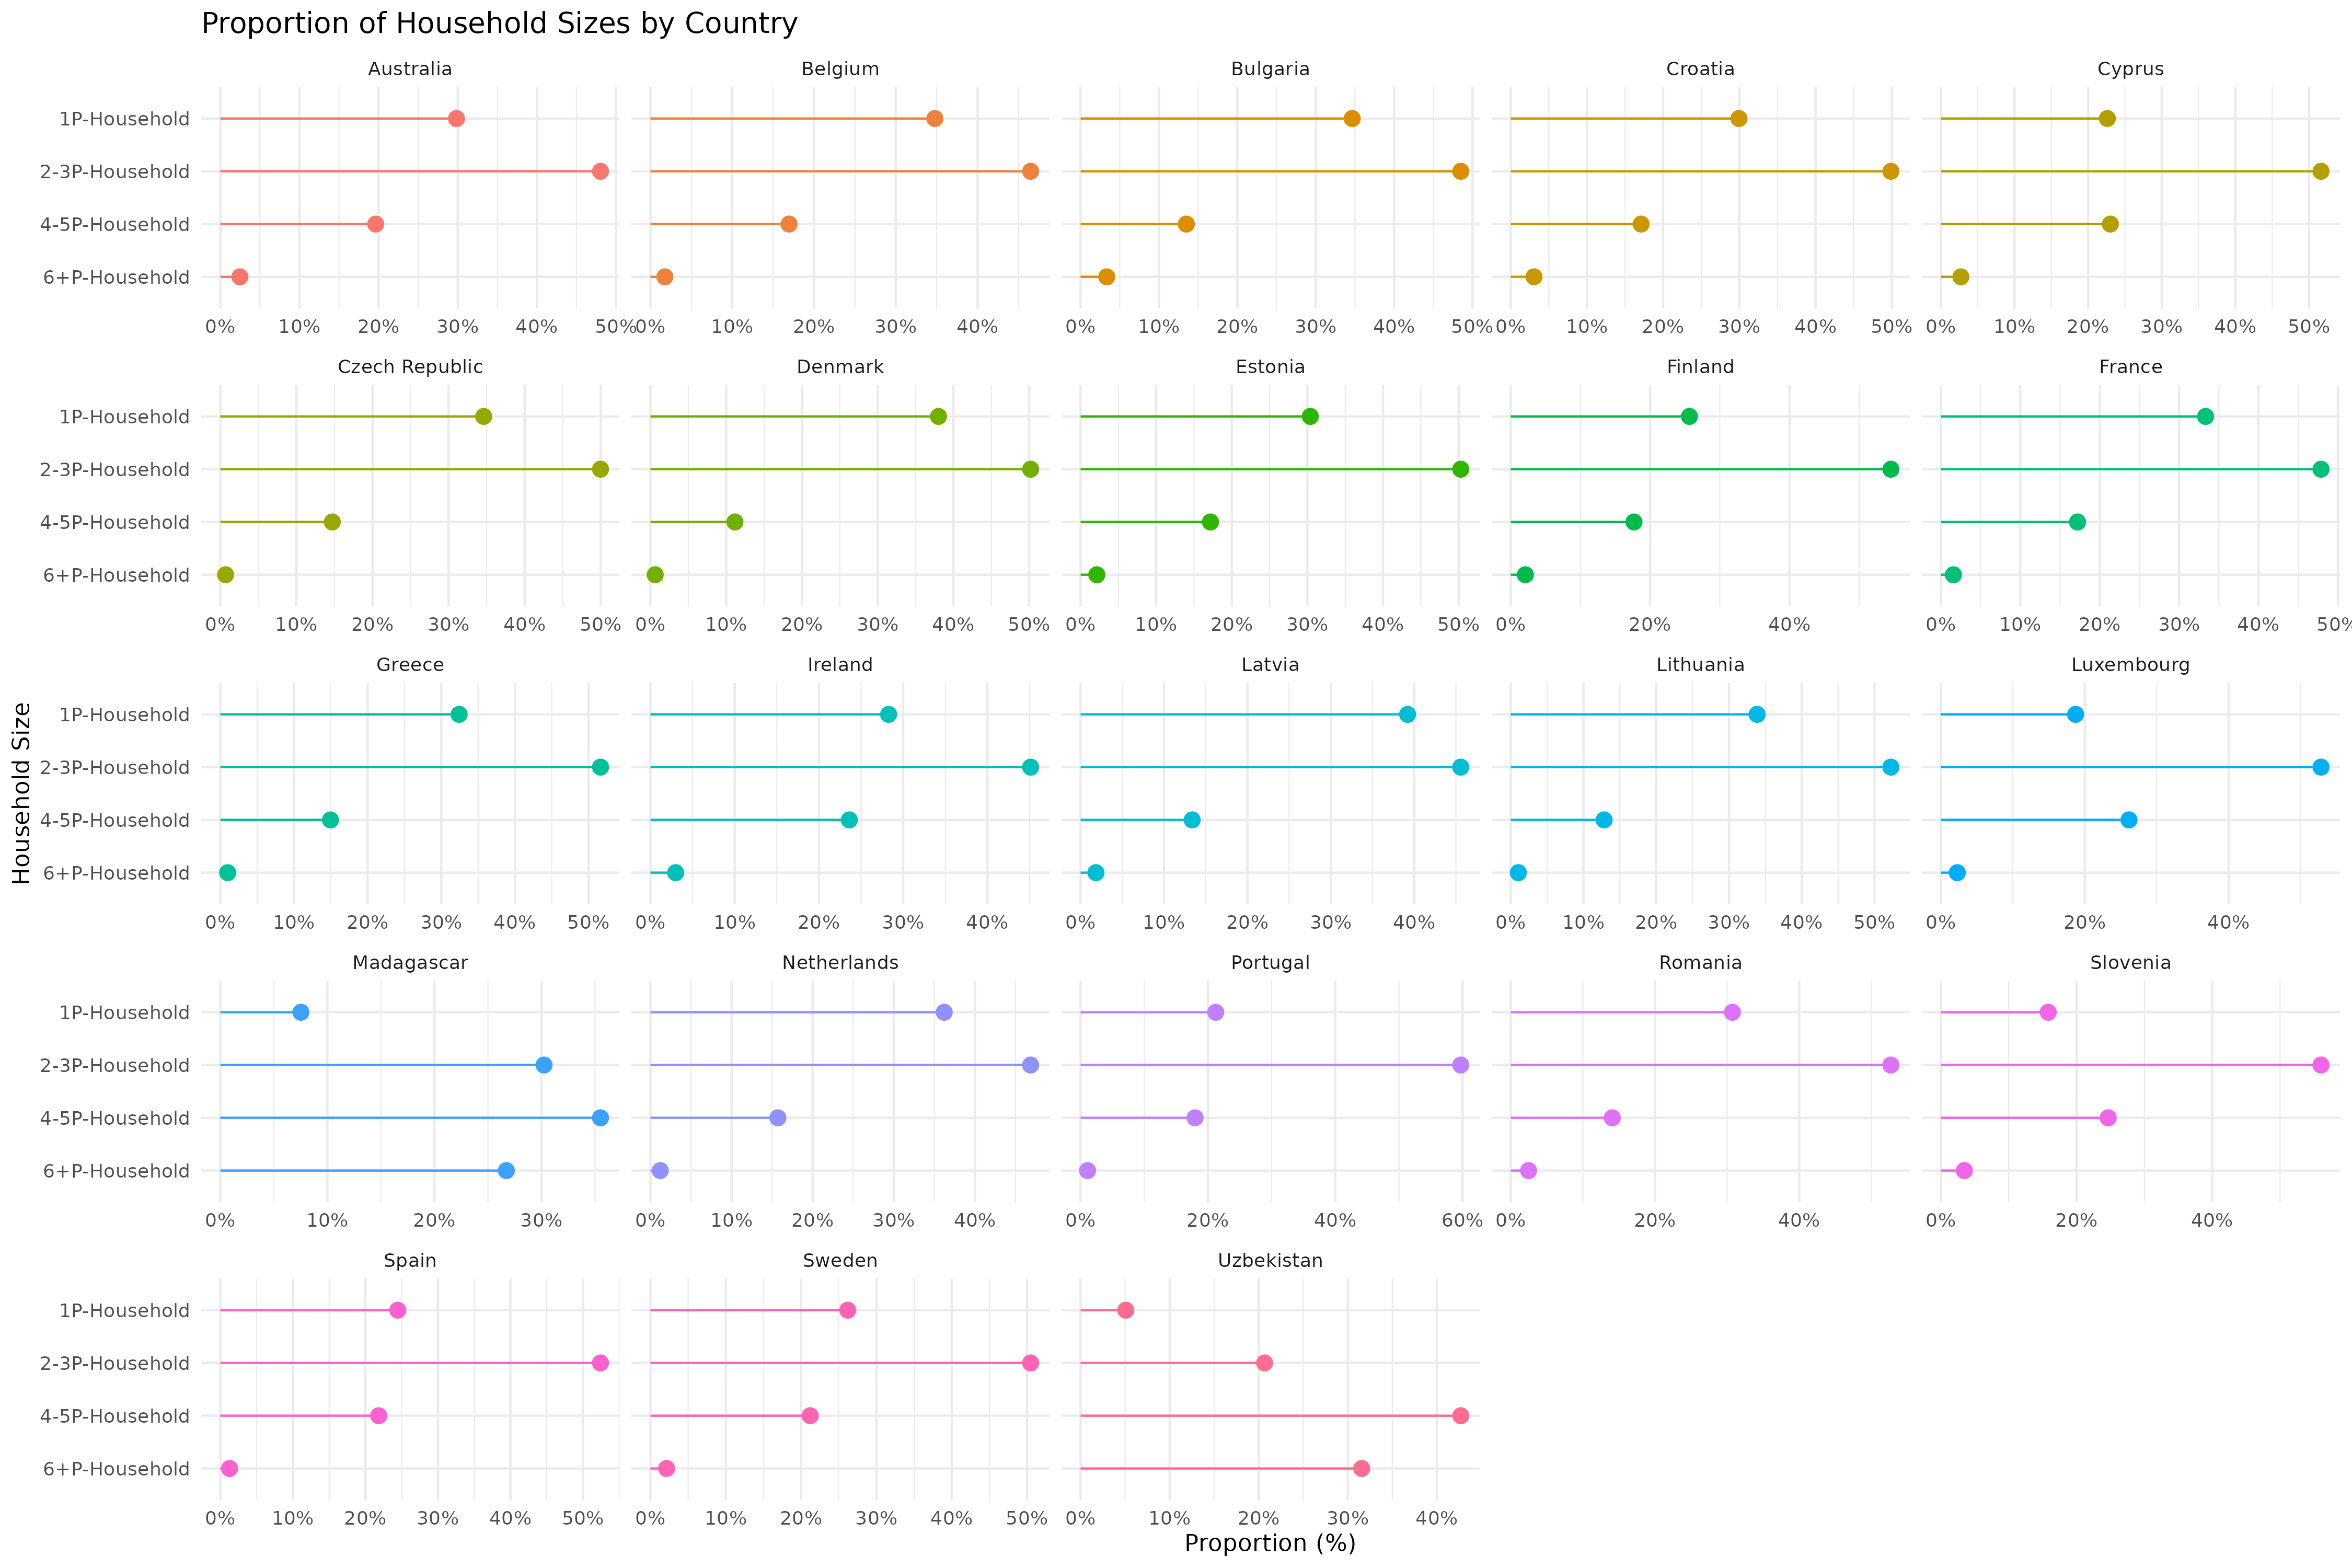 Proportion of Household Sizes by Country
Australia Belgium Bulgaria Croatia Cyprus
1P-Household
2-3P-Household
4-5P-Household
6+P-Household
0% 10% 20% 30% 40% 50% 0% 10% 20% 30% 40% 0% 10% 20% 30% 40% 50% 0% 10% 20% 30% 40% 50% 0% 10% 20% 30% 40% 50%
Czech Republic Denmark Estonia Finland France
1P-Household
2-3P-Household
4-5P-Household
6+P-Household
0% 10% 20% 30% 40% 50% 0% 10% 20% 30% 40% 50% 0% 10% 20% 30% 40% 50% 0% 20% 40% 0% 10% 20% 30% 40% 50%
Greece Ireland Latvia Lithuania Luxembourg
Household Size
1P-Household
2-3P-Household
4-5P-Household
6+P-Household
0% 10% 20% 30% 40% 50% 0% 10% 20% 30% 40% 0% 10% 20% 30% 40% 0% 10% 20% 30% 40% 50% 0% 20% 40%
Madagascar Netherlands Portugal Romania Slovenia
1P-Household
2-3P-Household
4-5P-Household
6+P-Household
0% 10% 20% 30% 0% 10% 20% 30% 40% 0% 20% 40% 60% 0% 20% 40% 0% 20% 40%
Spain Sweden Uzbekistan
1P-Household
2-3P-Household
4-5P-Household
6+P-Household
0% 10% 20% 30% 40% 50% 0% 10% 20% 30% 40% 50% 0% 10% 20% 30% 40%
Proportion (%)